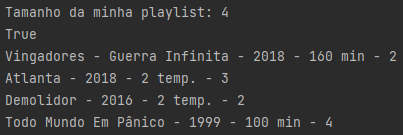 Tamanho da minha playlist: 4
True
Vingadores - Guerra Infinita - 2018 - 160 min - 2
Atlanta - 2018 - 2 temp. - 3
Demolidor - 2016 - 2 temp. - 2
Todo Mundo Em Pânico - 1999 - 100 min - 4